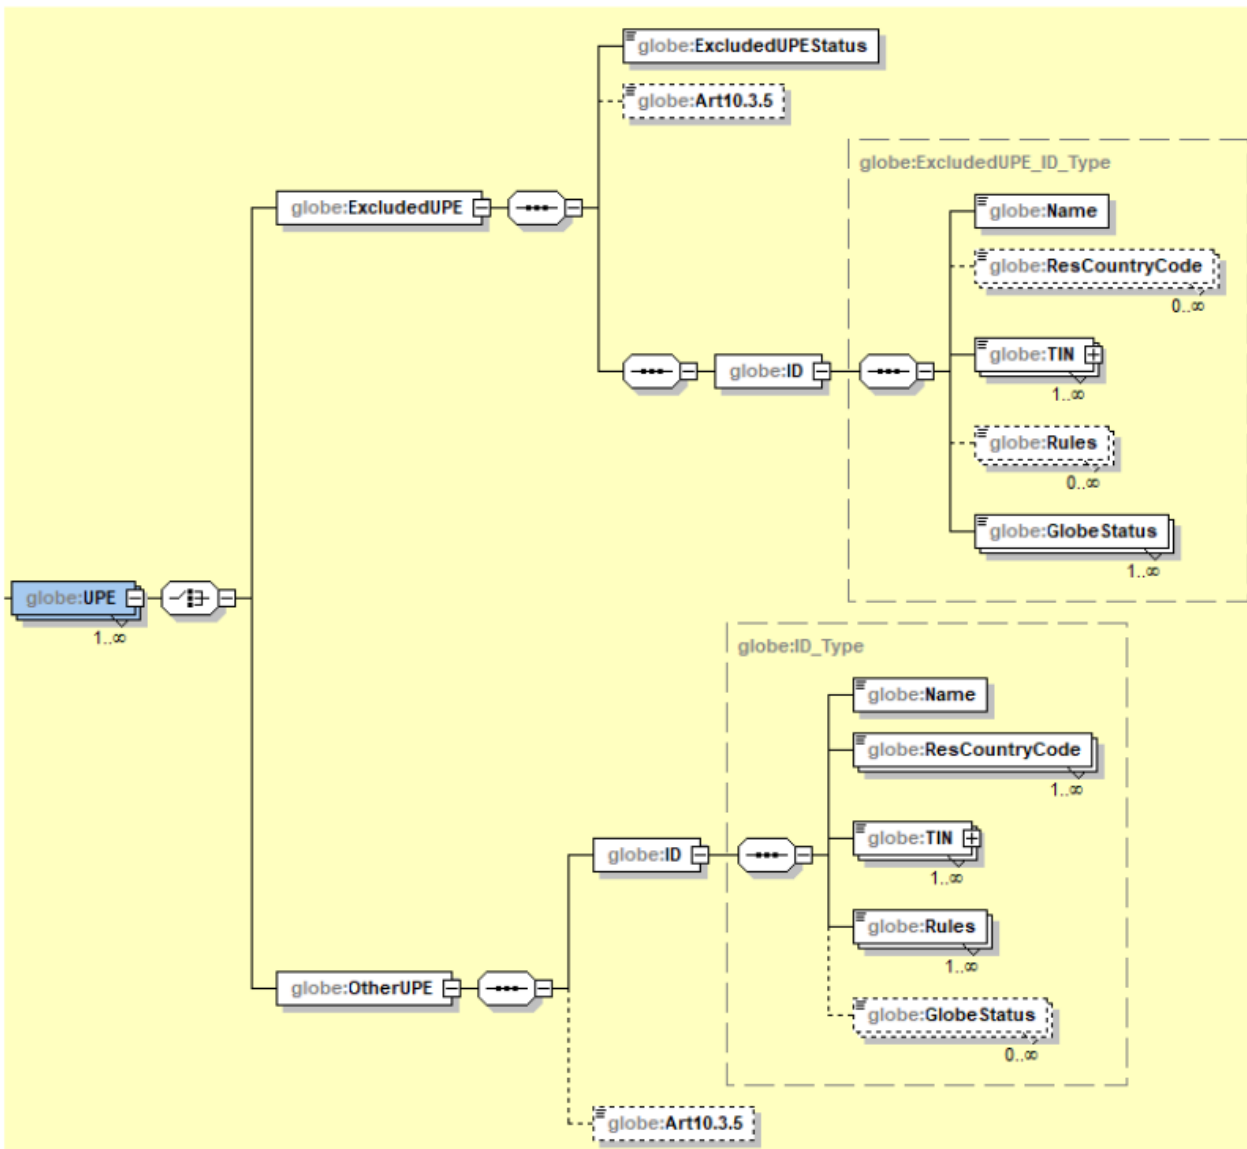 globe:ExcludedUPEStatus
globe:Art10.3.5
globe:ExcludedUPE_ID_Type
globe:ExcludedUPE
globe:Name
globe:ResCountryCode
0..∞
globe:ID
globe:TIN
1..∞
globe:Rules
0..∞
globe:GlobeStatus
1..∞
globe:UPE
1..∞
globe:ID_Type
globe:Name
globe:ResCountryCode
1..∞
globe:ID
globe:TIN
1..∞
globe:Rules
1..∞
globe:OtherUPE
globe:GlobeStatus
0..∞
globe:Art10.3.5